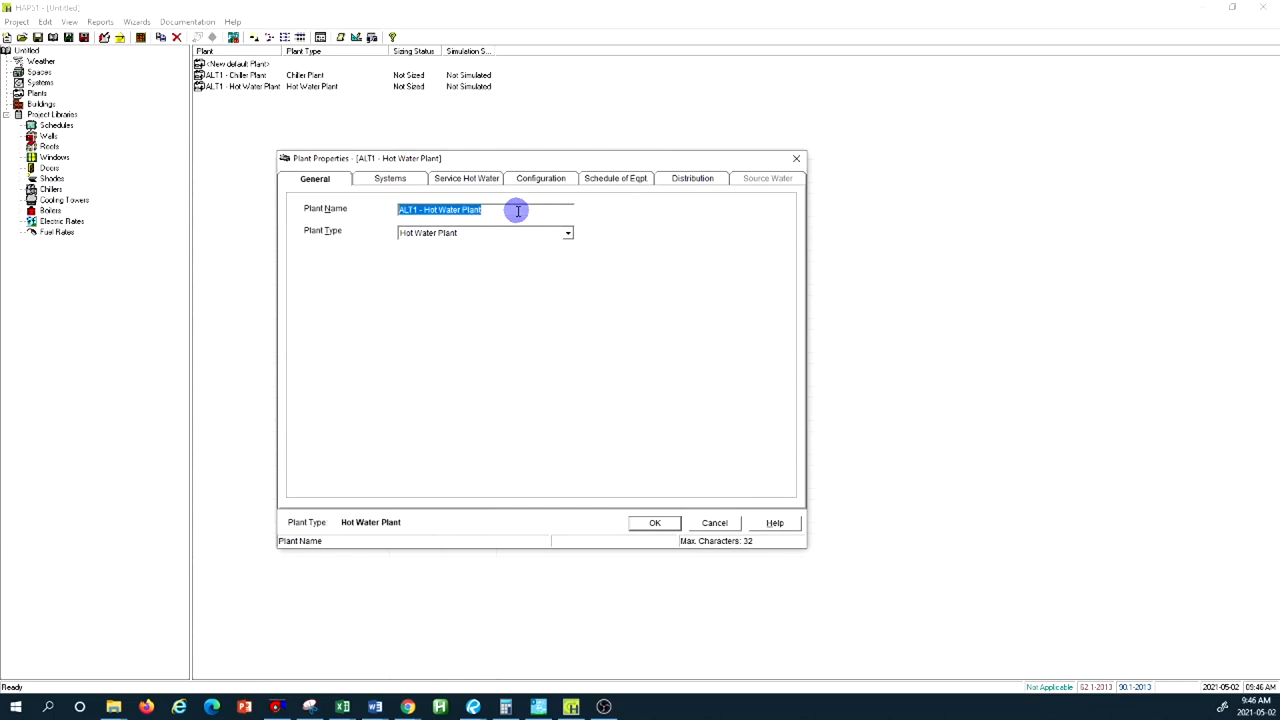 HAP51 - [Untitled]
Project Edit View Reports Wizards Documentation Help
Untitled
Weather
Spaces
Systems
Plants
Buildings
Project Libraries
Schedules
Walls
Roofs
Windows
Doors
Shades
Chillers
Cooling Towers
Boilers
Electric Rates
Fuel Rates
Plant Plant Type Sizing Status Simulation S...
<New default Plant>
ALT1 - Chiller Plant Chiller Plant Not Sized Not Simulated
ALT1 - Hot Water Plant Hot Water Plant Not Sized Not Simulated
Plant Properties - [ALT1 - Hot Water Plant]
General Systems Service Hot Water Configuration Schedule of Eqpt. Distribution Source Water
Plant Name ALT1 - Hot Water Plant
Plant Type Hot Water Plant
Plant Type Hot Water Plant OK Cancel Help
Plant Name Max. Characters: 32
Ready Not Applicable 62.1-2013 90.1-2013 2021-05-02 09:46 AM
9:46 AM
2021-05-02